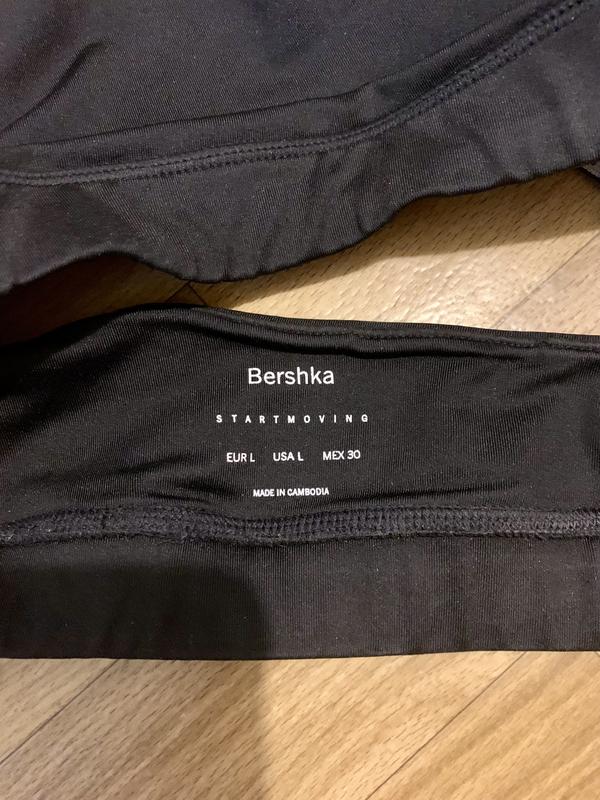 Bershka
STARTMOVING
EUR L USA L MEX 30
MADE IN CAMBODIA